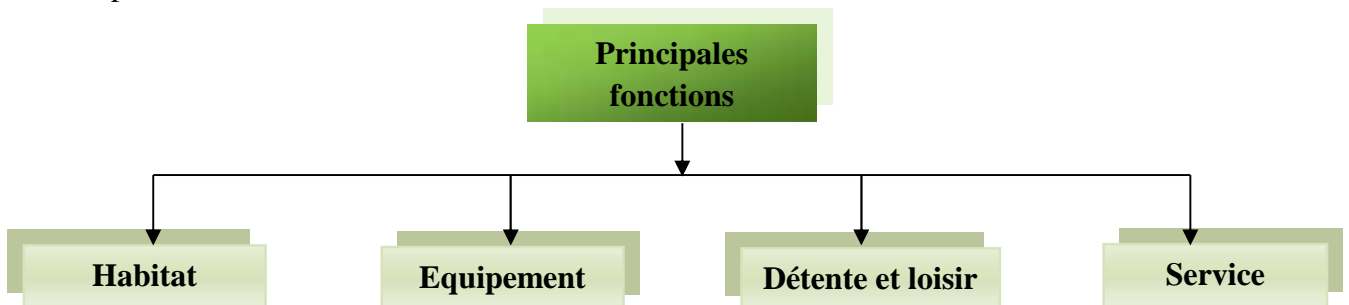 Principales
fonctions
Habitat
Equipement
Détente et loisir
Service